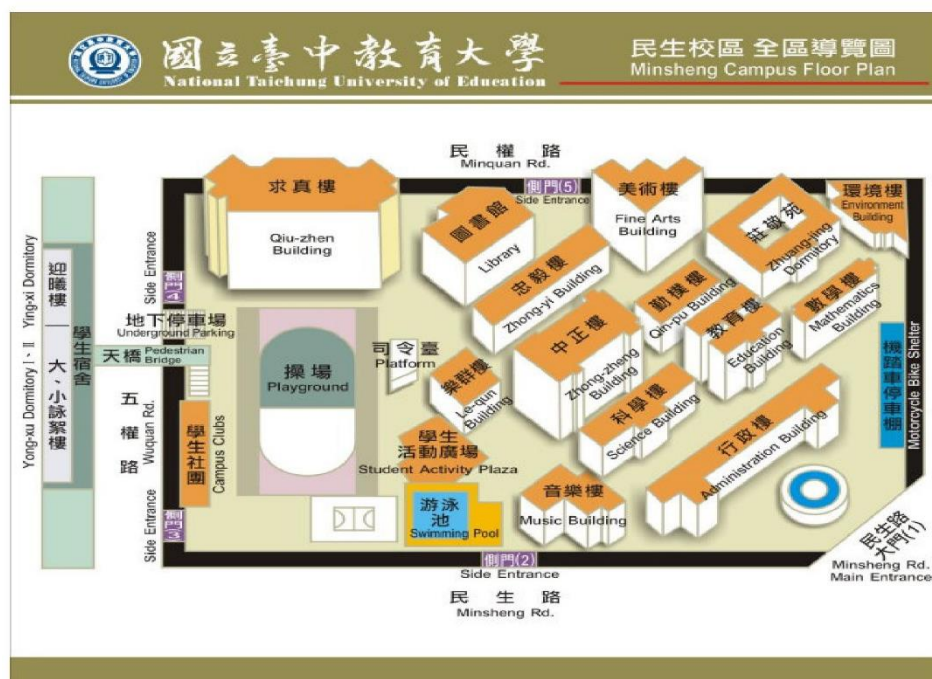 國立臺中教育大學
National Taichung University of Education
民生校區 全區導覽圖
Minsheng Campus Floor Plan
民權路
Minquan Rd.
側門(5)
Side Entrance
求真樓
Qiu-zhen
Building
圖書館
Library
美術樓
Fine Arts
Building
莊敬苑
Zhuang-jing
Dormitory
環境樓
Environment
Building
忠毅樓
Zhong-yi Building
勤樸樓
Qin-pu Building
教育樓
Education
Building
數學樓
Mathematics
Building
機踏車停車棚
Motorcycle Bike Shelter
Side Entrance
側門(4)
迎曦樓
Ying-xi Dormitory
學生宿舍
大、小詠絮樓
Yong-xu Dormitory I、II
地下停車場
Underground Parking
天橋
Pedestrian
Bridge
五權路
Wuquan Rd.
學生社團
Campus Clubs
操場
Playground
司令臺
Platform
樂群樓
Le-qun
Building
中正樓
Zhong-zheng
Building
科學樓
Science Building
行政樓
Administration Building
學生
活動廣場
Student Activity Plaza
游泳
池
Swimming Pool
音樂樓
Music Building
Side Entrance
側門(3)
側門(2)
Side Entrance
民生路
Minsheng Rd.
民生路
大門(1)
Minsheng Rd.
Main Entrance